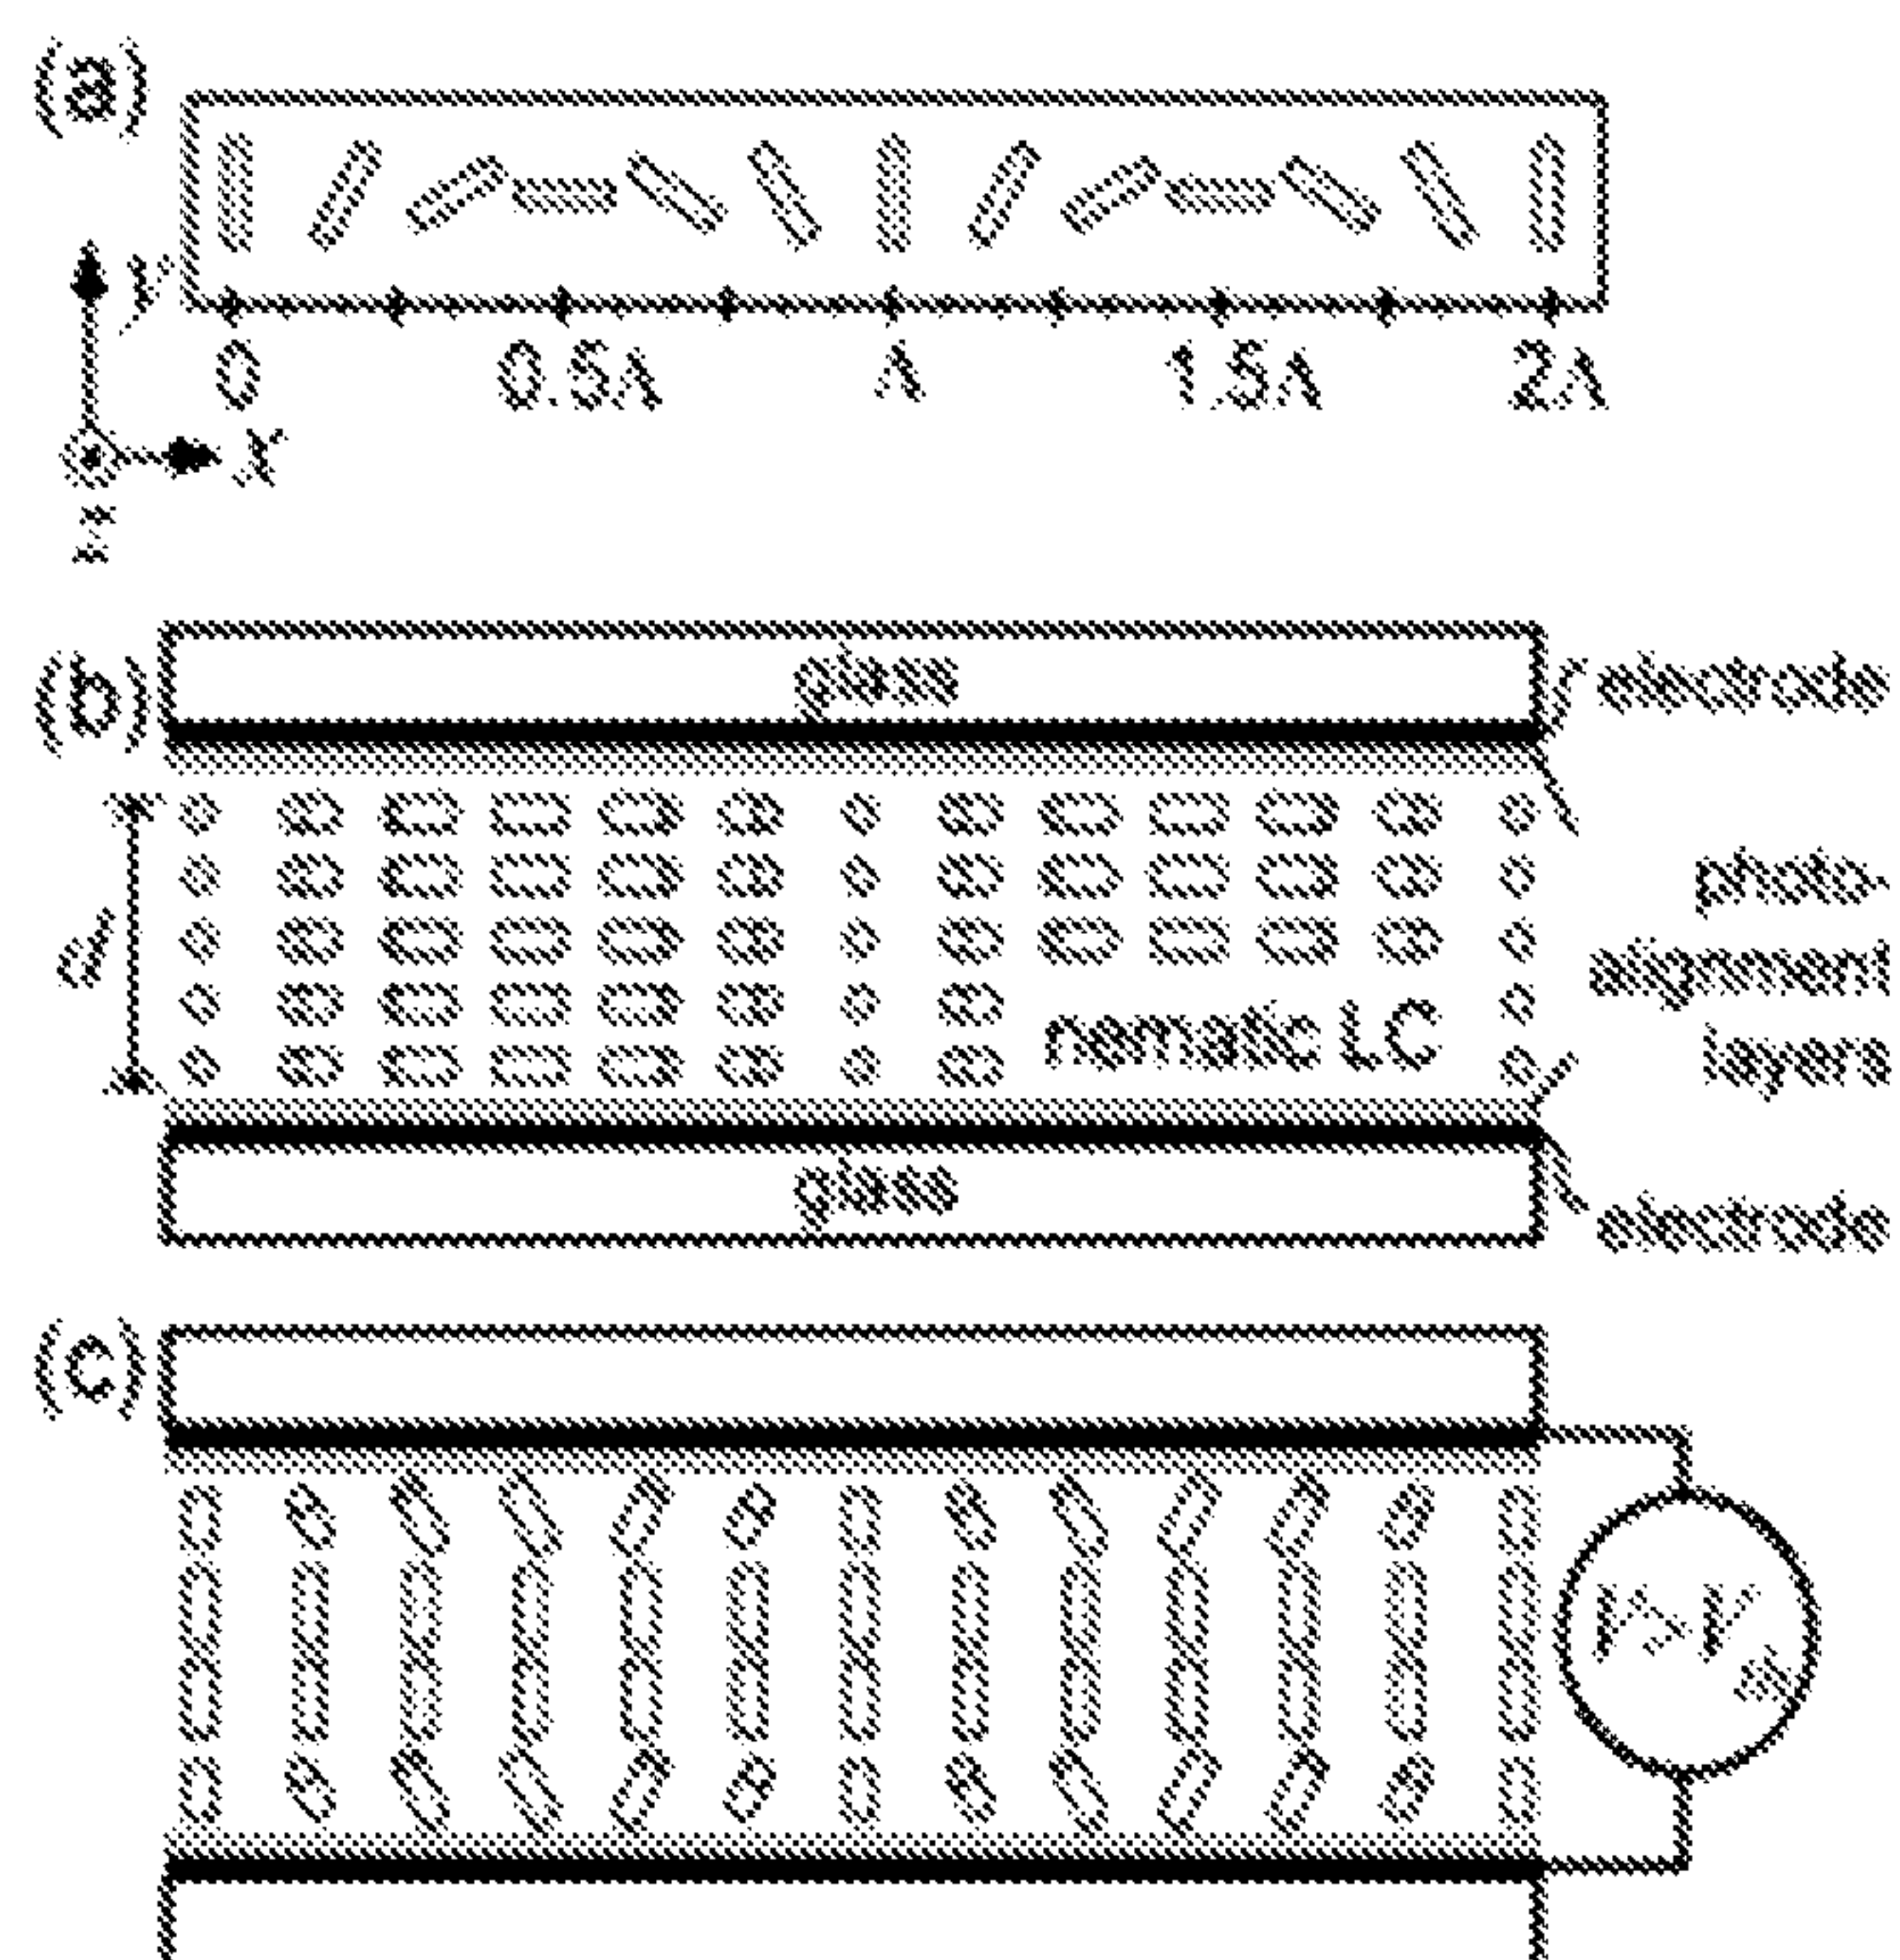 (a)
y
0 0.5Λ Λ 1.5Λ 2Λ
x
z
(b)
glass
electrode
d
photo-
alignment
layers
nematic LC
glass
electrode
(c)
V>V